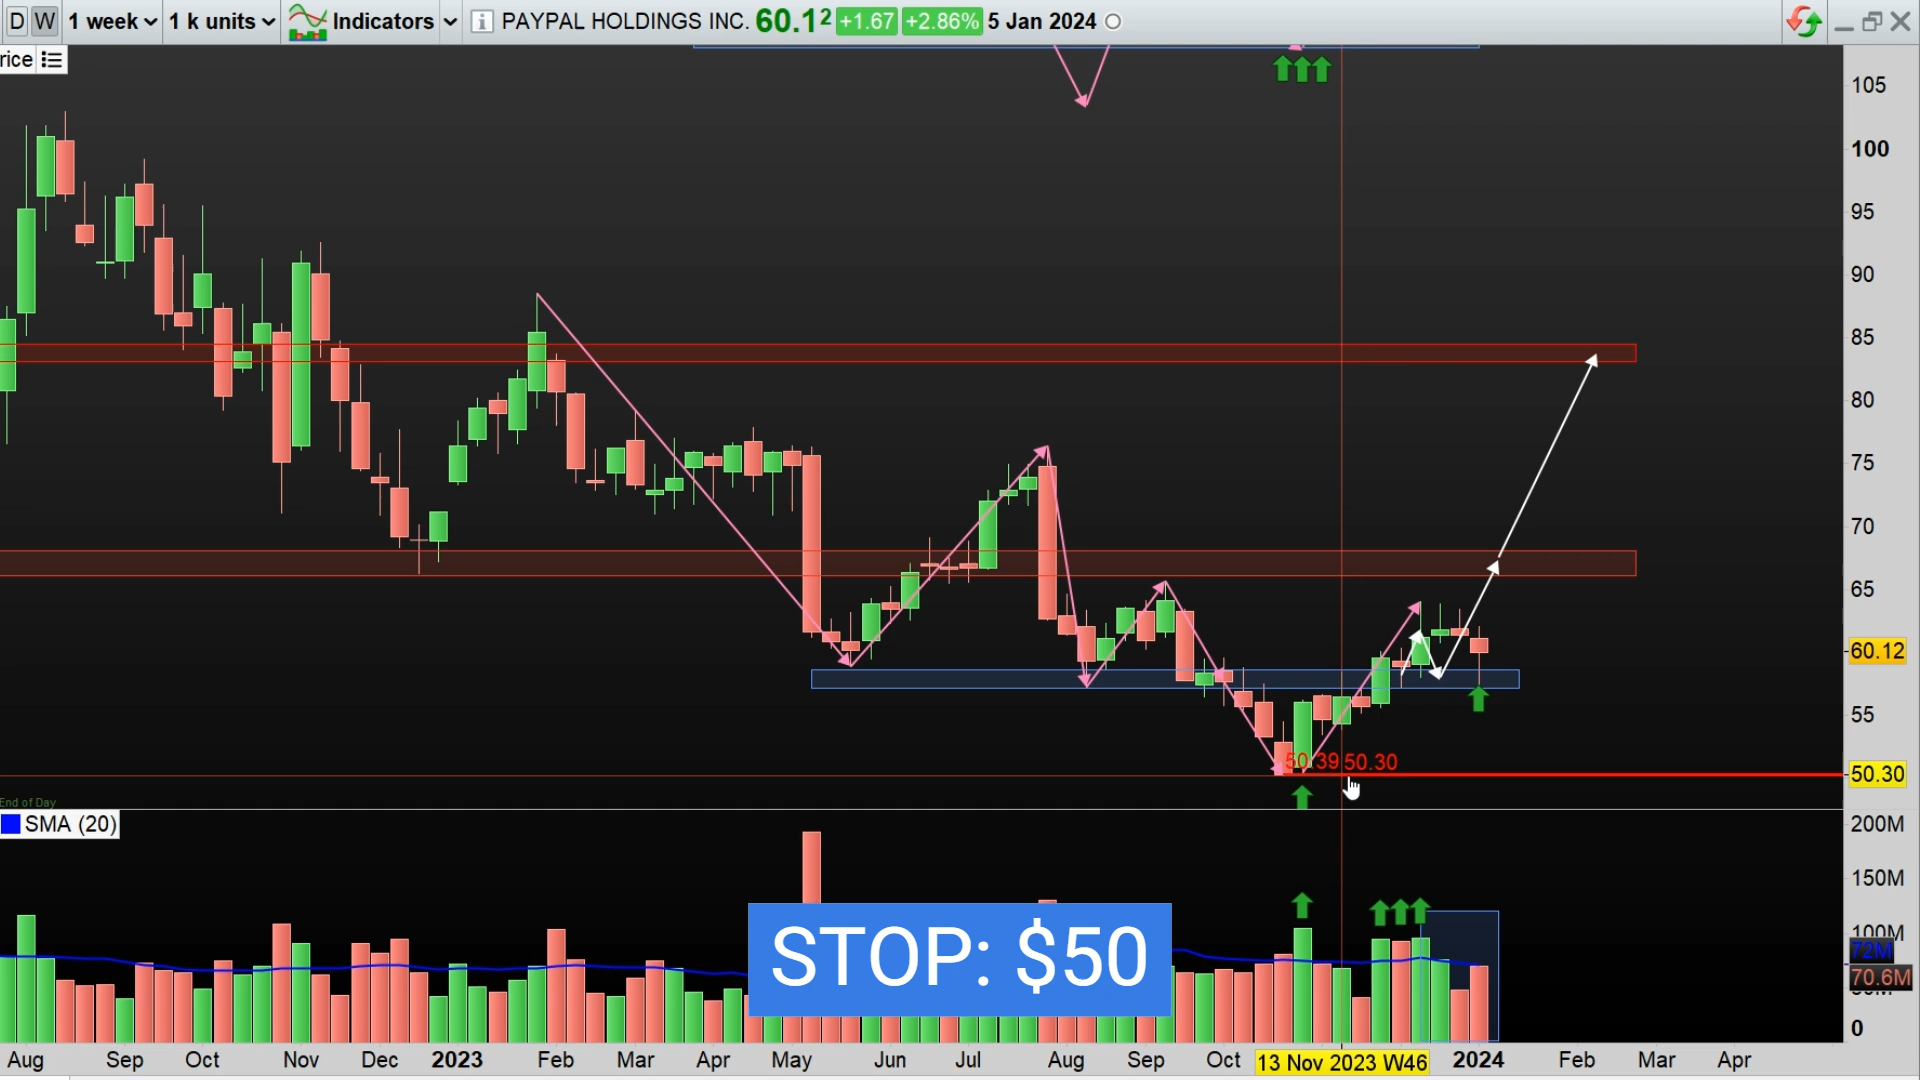 D W 1 week 1 k units Indicators i PAYPAL HOLDINGS INC. 60.12 +1.67 +2.86% 5 Jan 2024
rice
105
100
95
90
85
80
75
70
65
60.12
55
50.39 50.30
50.30
End of Day
SMA (20)
200M
150M
100M
72M
70.6M
0
STOP: $50
Aug Sep Oct Nov Dec 2023 Feb Mar Apr May Jun Jul Aug Sep Oct 13 Nov 2023 W46 2024 Feb Mar Apr